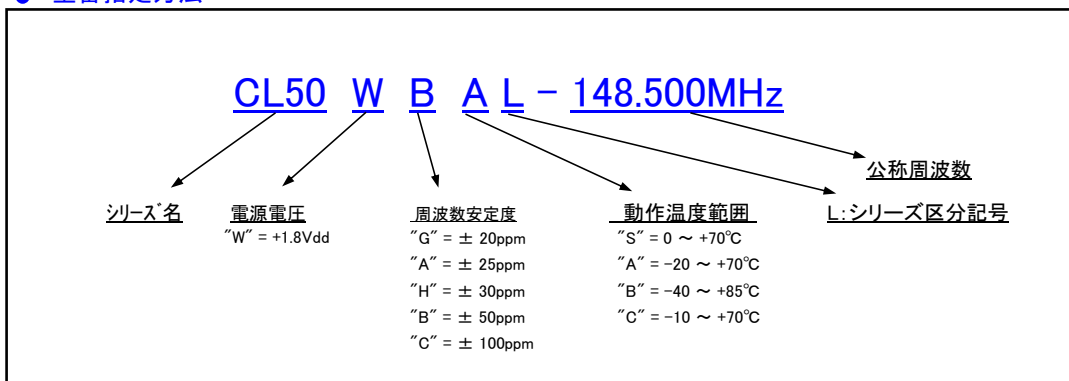 CL50 W B A L - 148.500MHz
公称周波数
シリーズ名
電源電圧
"W" = +1.8Vdd
周波数安定度
"G" = ± 20ppm
"A" = ± 25ppm
"H" = ± 30ppm
"B" = ± 50ppm
"C" = ± 100ppm
動作温度範囲
"S" = 0 ～ +70℃
"A" = -20 ～ +70℃
"B" = -40 ～ +85℃
"C" = -10 ～ +70℃
L:シリーズ区分記号